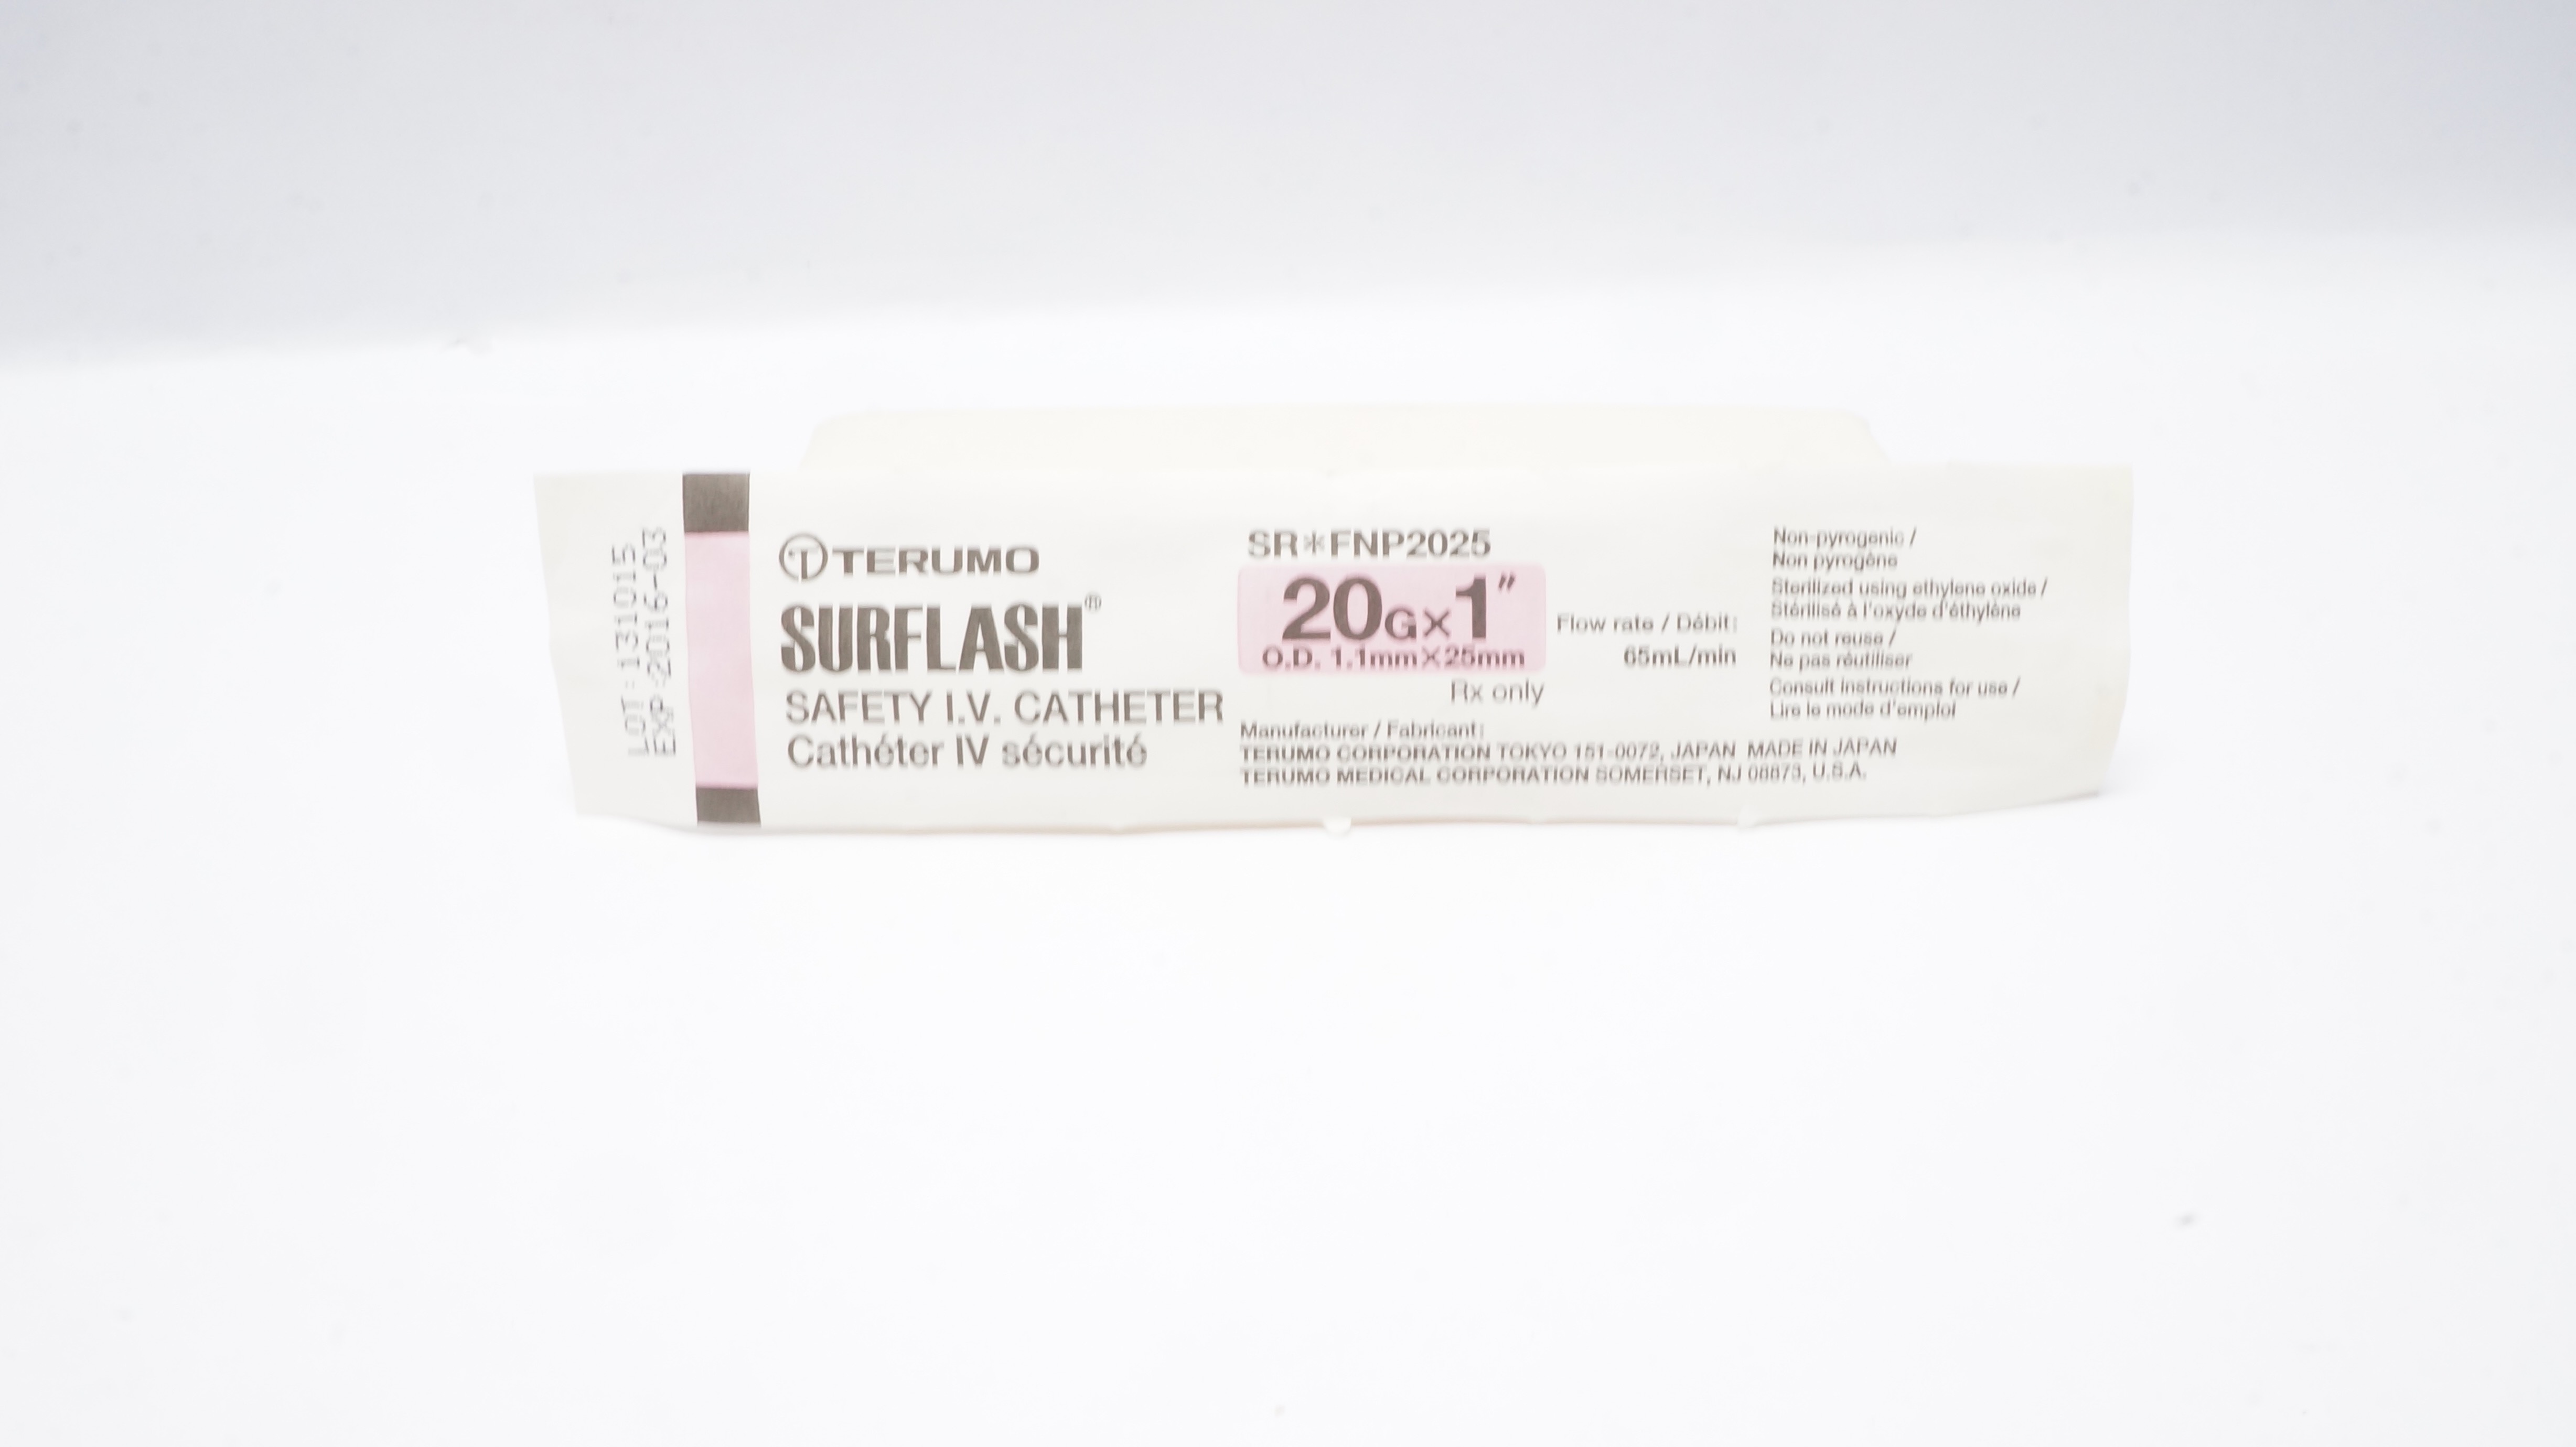 LOT:131015
EXP:2016-03
TERUMO
SURFLASH®
SAFETY I.V. CATHETER
Cathéter IV sécurité
SR*FNP2025
20G×1"
O.D. 1.1mm×25mm
Rx only
Flow rate / Débit:
65mL/min
Manufacturer / Fabricant:
TERUMO CORPORATION TOKYO 151-0072, JAPAN MADE IN JAPAN
TERUMO MEDICAL CORPORATION SOMERSET, NJ 08873, U.S.A.
Non-pyrogenic /
Non pyrogène
Sterilized using ethylene oxide /
Stérilisé à l'oxyde d'éthylène
Do not reuse /
Ne pas réutiliser
Consult instructions for use /
Lire le mode d'emploi